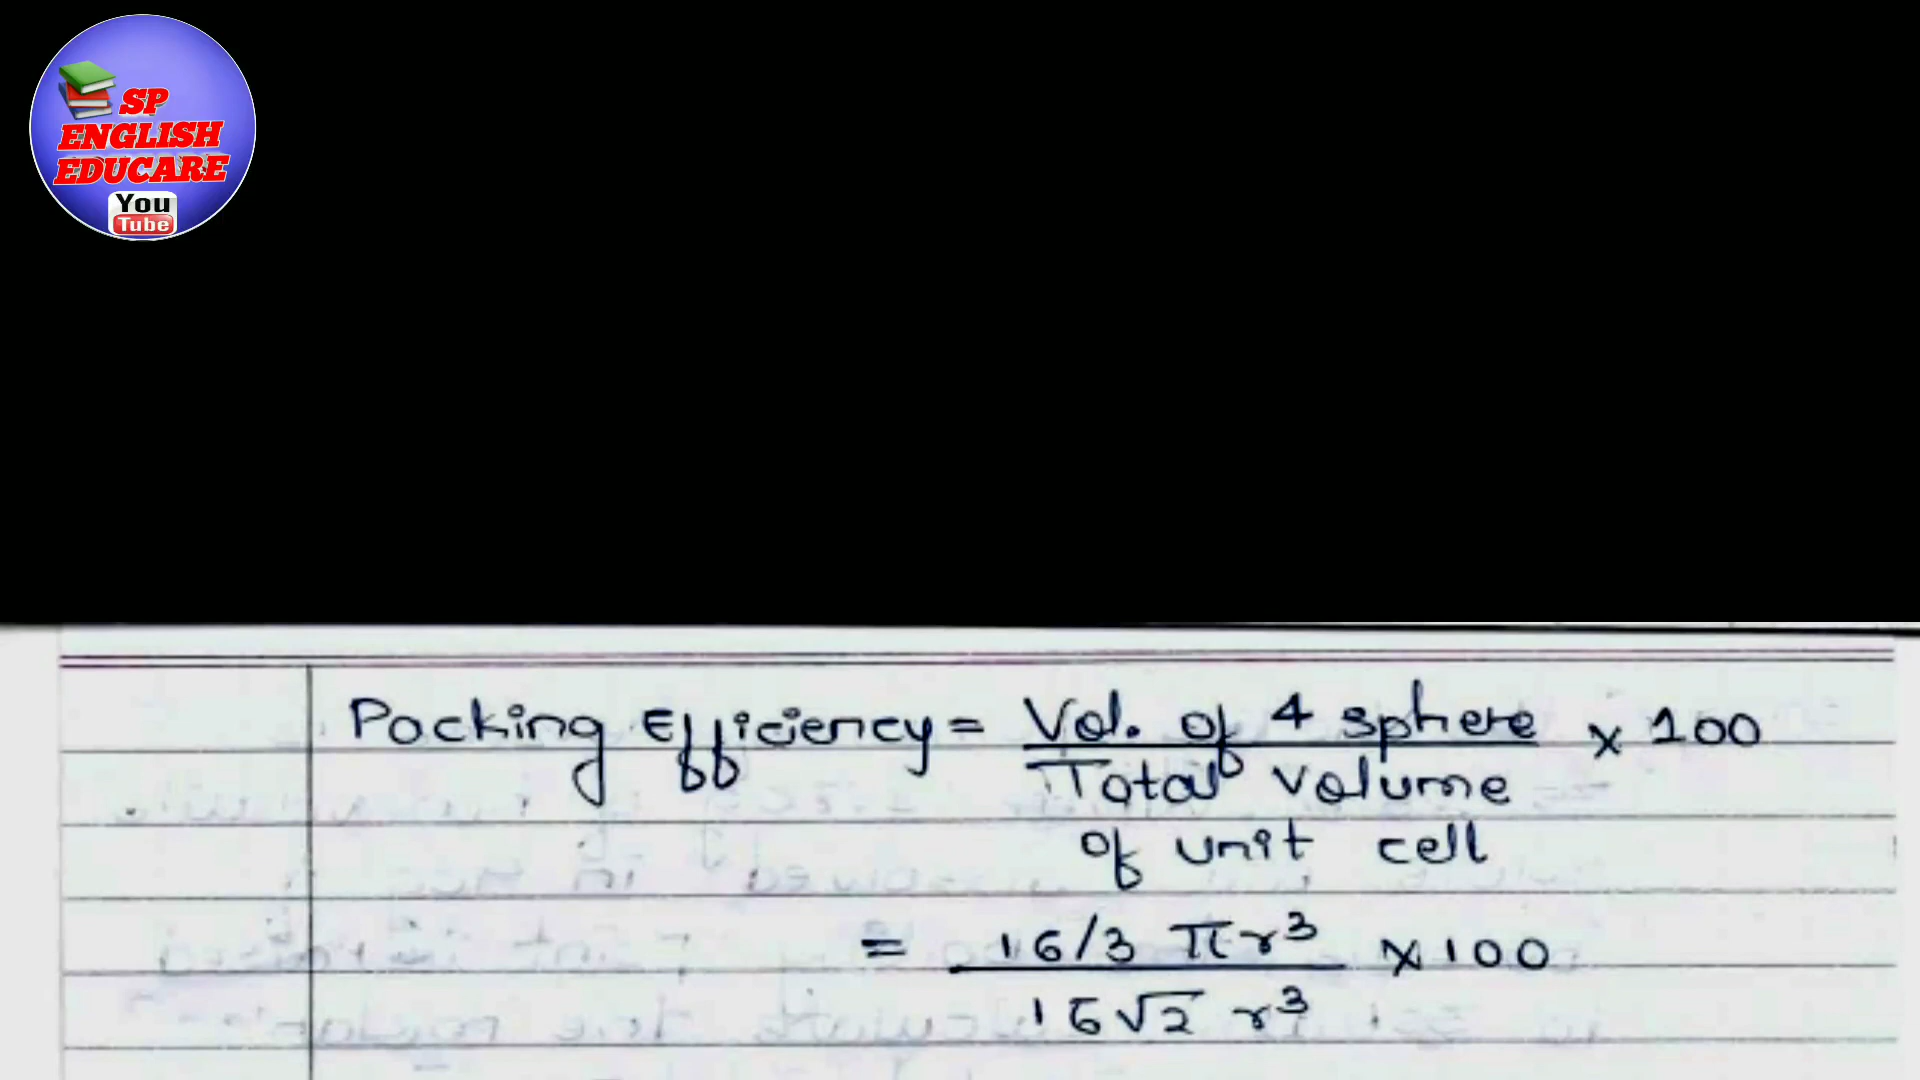 SP
ENGLISH
EDUCARE
You
Tube
Packing Efficiency = Vol. of 4 sphere × 100
Total volume
of unit cell
= 16/3 πr³ × 100
16√2 r³